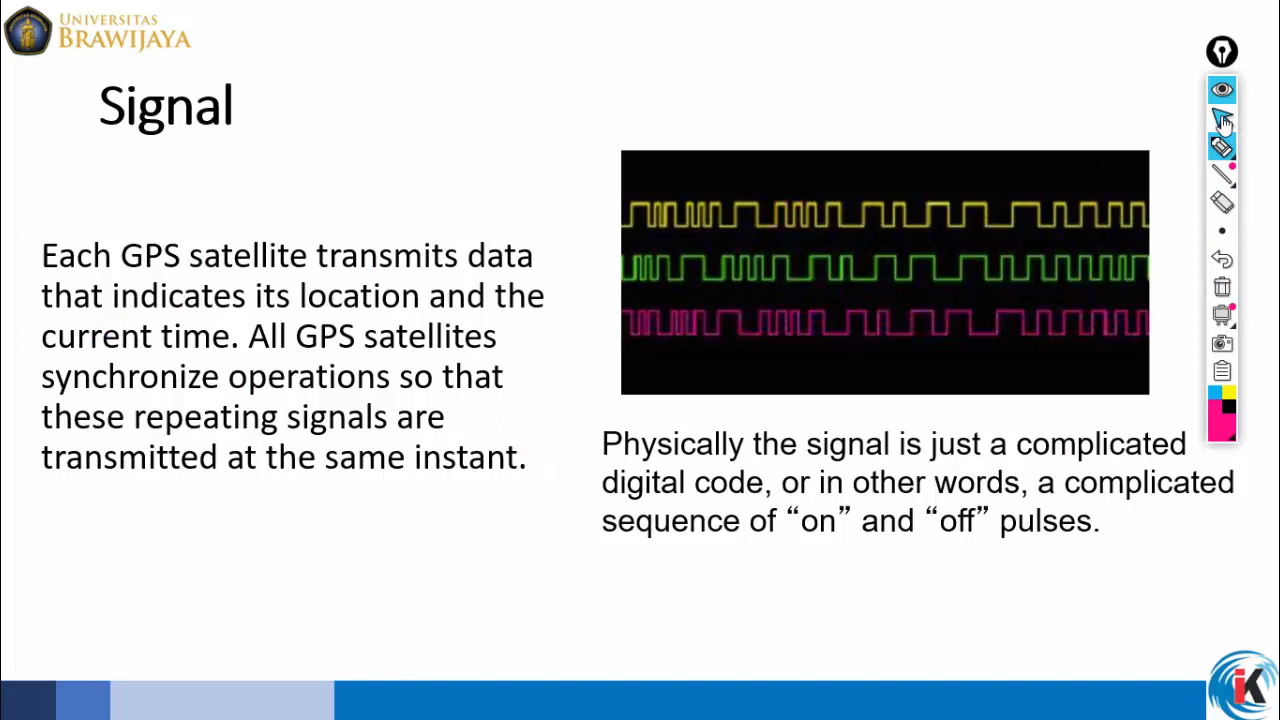 UNIVERSITAS
BRAWIJAYA
Signal
Each GPS satellite transmits data
that indicates its location and the
current time. All GPS satellites
synchronize operations so that
these repeating signals are
transmitted at the same instant.
Physically the signal is just a complicated
digital code, or in other words, a complicated
sequence of “on” and “off” pulses.
iK